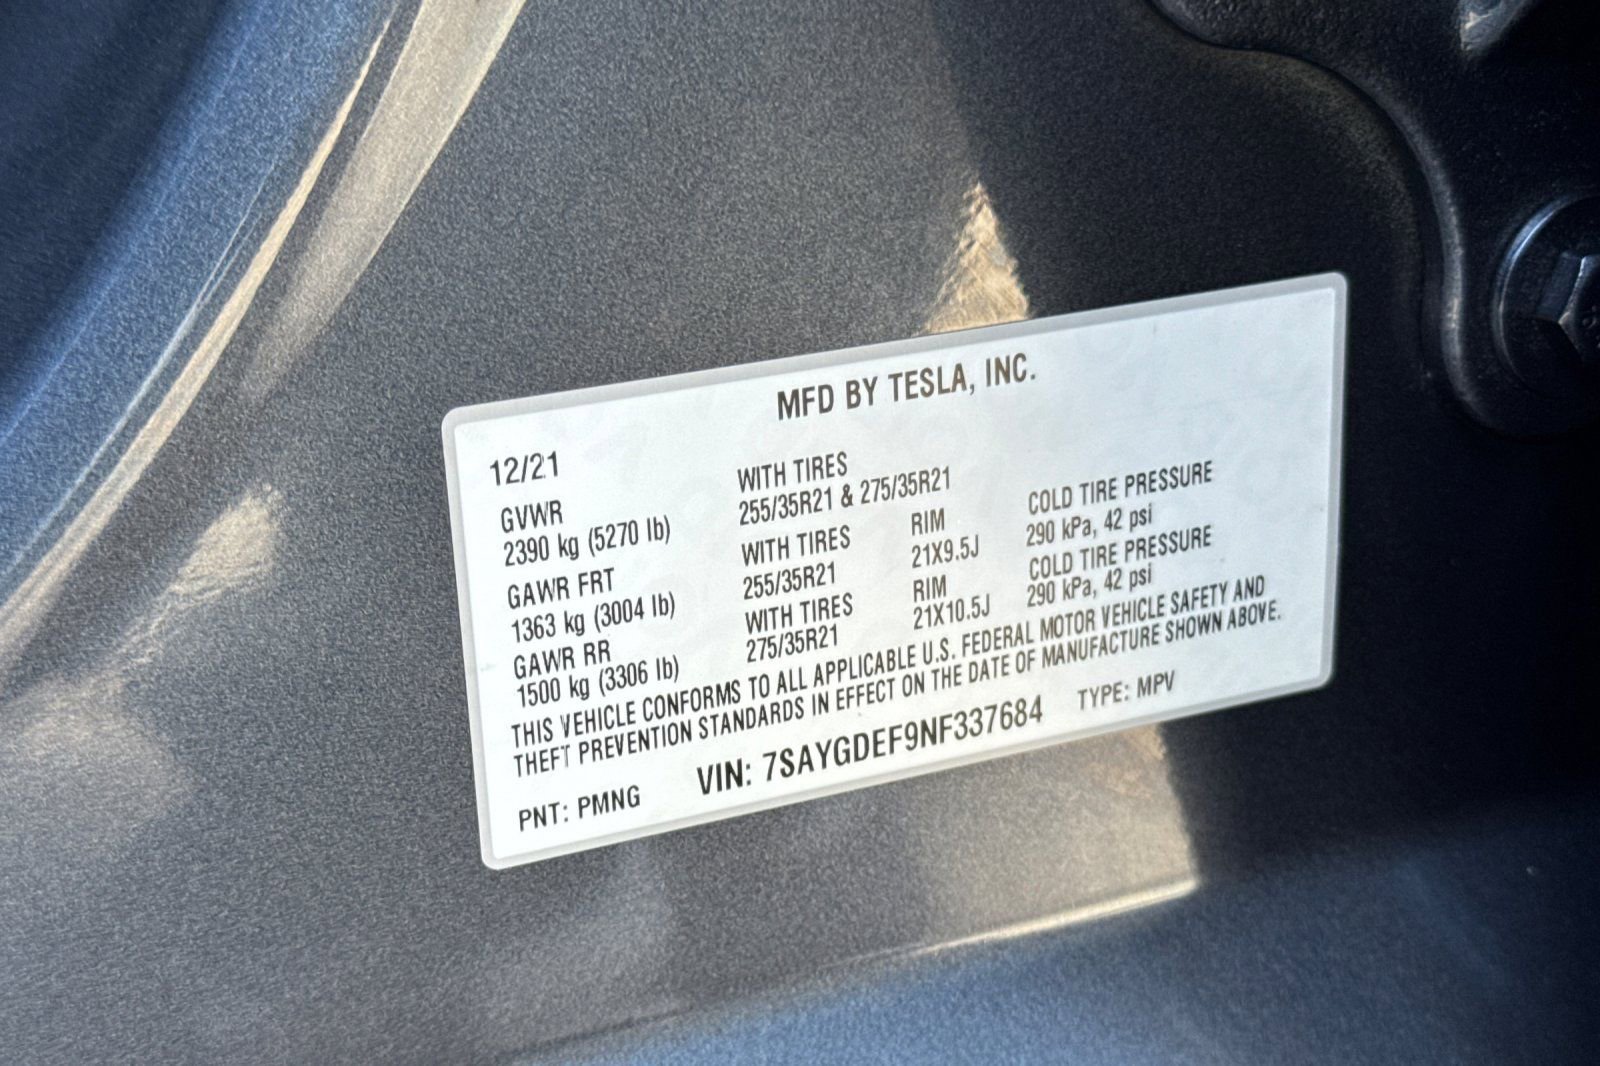 MFD BY TESLA, INC.
12/21
GVWR
2390 kg (5270 lb)
WITH TIRES
255/35R21 & 275/35R21
GAWR FRT
1363 kg (3004 lb)
WITH TIRES
255/35R21
RIM
21X9.5J
COLD TIRE PRESSURE
290 kPa, 42 psi
GAWR RR
1500 kg (3306 lb)
WITH TIRES
275/35R21
RIM
21X10.5J
COLD TIRE PRESSURE
290 kPa, 42 psi
THIS VEHICLE CONFORMS TO ALL APPLICABLE U.S. FEDERAL MOTOR VEHICLE SAFETY AND
THEFT PREVENTION STANDARDS IN EFFECT ON THE DATE OF MANUFACTURE SHOWN ABOVE.
PNT: PMNG
VIN: 7SAYGDEF9NF337684
TYPE: MPV